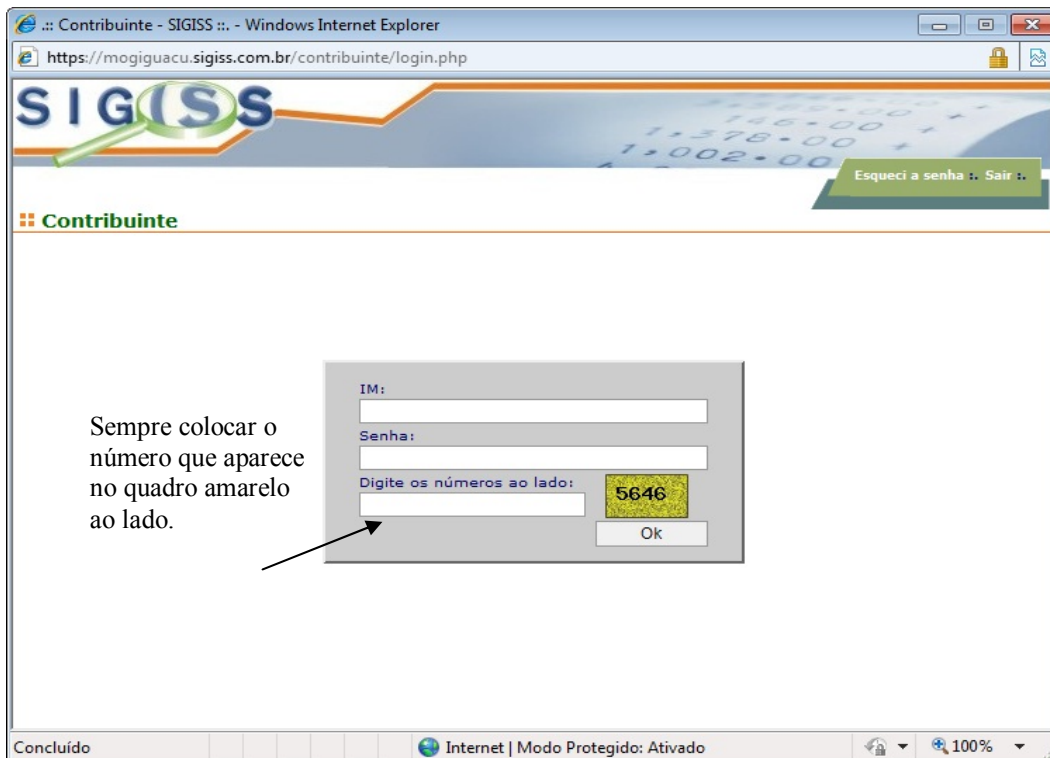 .:: Contribuinte - SIGISS ::. - Windows Internet Explorer
https://mogiguacu.sigiss.com.br/contribuinte/login.php
SIGISS
146•00
1,378•00 +
1,002•00
Esqueci a senha :. Sair :.
Contribuinte
IM:
Senha:
Digite os números ao lado:
5646
Ok
Sempre colocar o
número que aparece
no quadro amarelo
ao lado.
Concluído
Internet | Modo Protegido: Ativado
100%